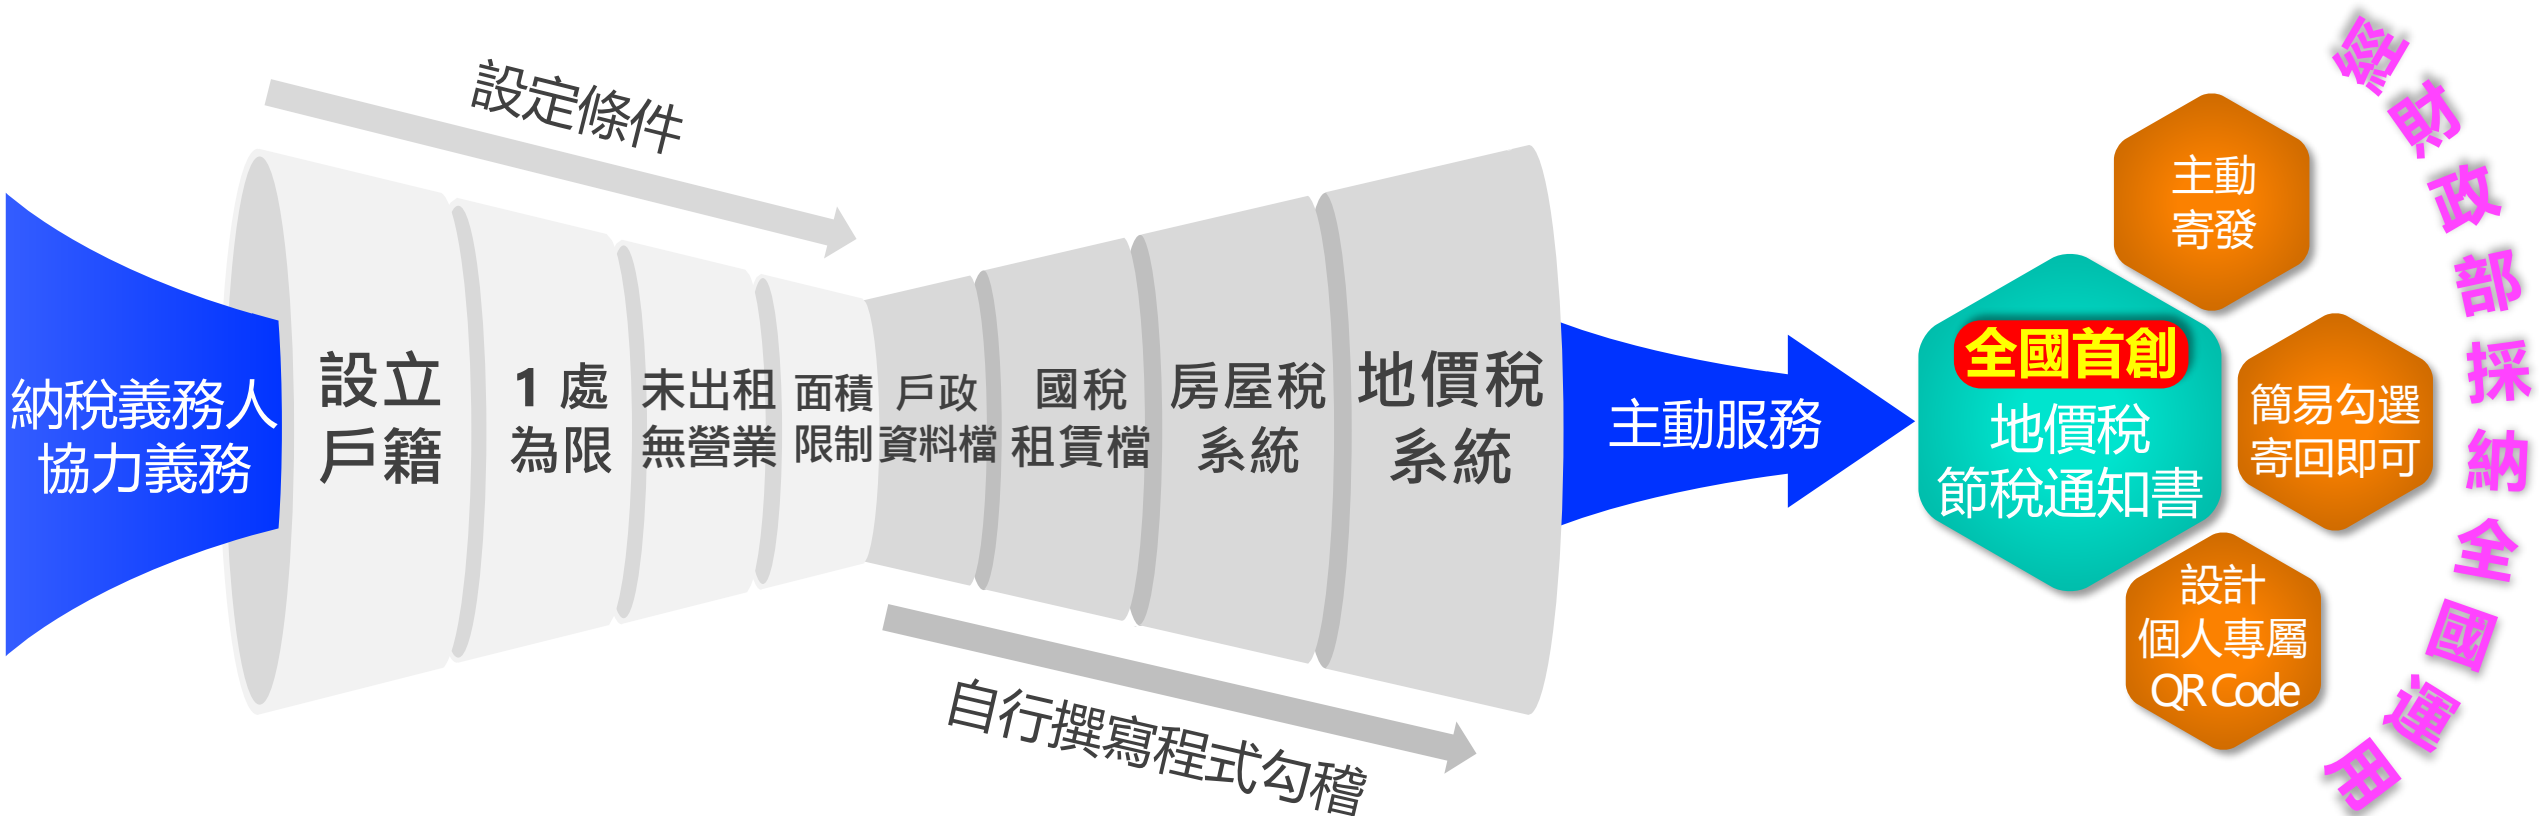 設定條件
納稅義務人
協力義務
設立
戶籍
1 處
為限
未出租
無營業
面積
限制
戶政
資料檔
國稅
租賃檔
房屋稅
系統
地價稅
系統
自行撰寫程式勾稽
主動服務
全國首創
地價稅
節稅通知書
主動
寄發
簡易勾選
寄回即可
設計
個人專屬
QR Code
經財政部採納全國運用